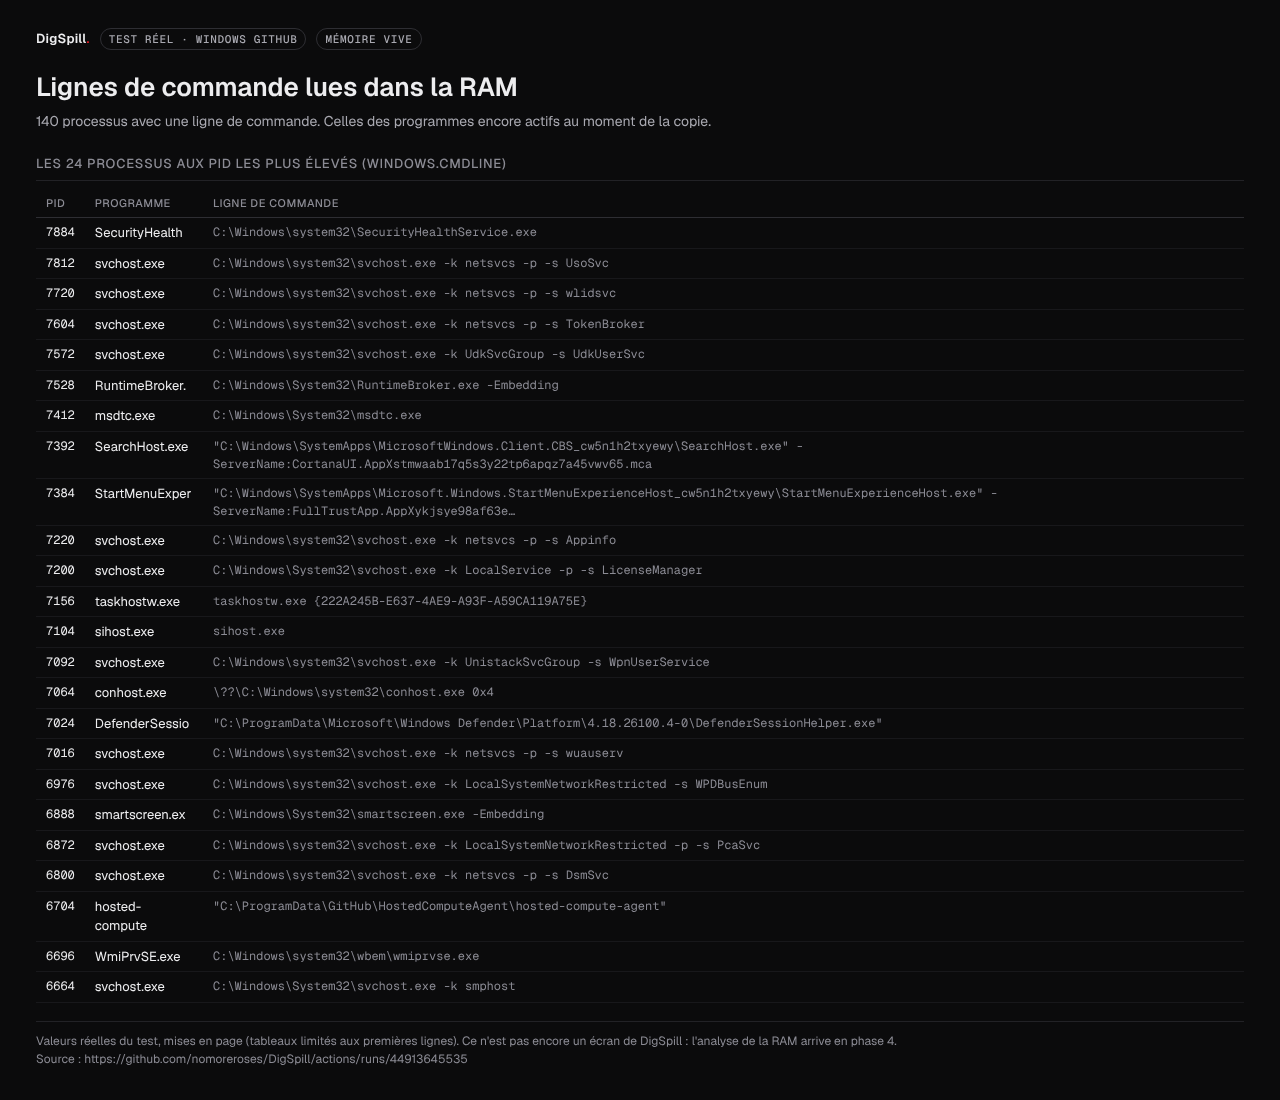 DigSpill. TEST RÉEL · WINDOWS GITHUB MÉMOIRE VIVE
Lignes de commande lues dans la RAM
140 processus avec une ligne de commande. Celles des programmes encore actifs au moment de la copie.
LES 24 PROCESSUS AUX PID LES PLUS ÉLEVÉS (WINDOWS.CMDLINE)
PID PROGRAMME LIGNE DE COMMANDE
7884 SecurityHealth C:\Windows\system32\SecurityHealthService.exe
7812 svchost.exe C:\Windows\system32\svchost.exe -k netsvcs -p -s UsoSvc
7720 svchost.exe C:\Windows\system32\svchost.exe -k netsvcs -p -s wlidsvc
7604 svchost.exe C:\Windows\system32\svchost.exe -k netsvcs -p -s TokenBroker
7572 svchost.exe C:\Windows\system32\svchost.exe -k UdkSvcGroup -s UdkUserSvc
7528 RuntimeBroker. C:\Windows\System32\RuntimeBroker.exe -Embedding
7412 msdtc.exe C:\Windows\System32\msdtc.exe
7392 SearchHost.exe "C:\Windows\SystemApps\MicrosoftWindows.Client.CBS_cw5n1h2txyewy\SearchHost.exe" -
ServerName:CortanaUI.AppXstmwaab17q5s3y22tp6apqz7a45vwv65.mca
7384 StartMenuExper "C:\Windows\SystemApps\Microsoft.Windows.StartMenuExperienceHost_cw5n1h2txyewy\StartMenuExperienceHost.exe" -
ServerName:FullTrustApp.AppXykjsye98af63e…
7220 svchost.exe C:\Windows\system32\svchost.exe -k netsvcs -p -s Appinfo
7200 svchost.exe C:\Windows\System32\svchost.exe -k LocalService -p -s LicenseManager
7156 taskhostw.exe taskhostw.exe {222A245B-E637-4AE9-A93F-A59CA119A75E}
7104 sihost.exe sihost.exe
7092 svchost.exe C:\Windows\system32\svchost.exe -k UnistackSvcGroup -s WpnUserService
7064 conhost.exe \??\C:\Windows\system32\conhost.exe 0x4
7024 DefenderSessio "C:\ProgramData\Microsoft\Windows Defender\Platform\4.18.26100.4-0\DefenderSessionHelper.exe"
7016 svchost.exe C:\Windows\system32\svchost.exe -k netsvcs -p -s wuauserv
6976 svchost.exe C:\Windows\system32\svchost.exe -k LocalSystemNetworkRestricted -s WPDBusEnum
6888 smartscreen.ex C:\Windows\System32\smartscreen.exe -Embedding
6872 svchost.exe C:\Windows\system32\svchost.exe -k LocalSystemNetworkRestricted -p -s PcaSvc
6800 svchost.exe C:\Windows\system32\svchost.exe -k netsvcs -p -s DsmSvc
6704 hosted- "C:\ProgramData\GitHub\HostedComputeAgent\hosted-compute-agent"
compute
6696 WmiPrvSE.exe C:\Windows\system32\wbem\wmiprvse.exe
6664 svchost.exe C:\Windows\System32\svchost.exe -k smphost
Valeurs réelles du test, mises en page (tableaux limités aux premières lignes). Ce n'est pas encore un écran de DigSpill : l'analyse de la RAM arrive en phase 4.
Source : https://github.com/nomoreroses/DigSpill/actions/runs/44913645535